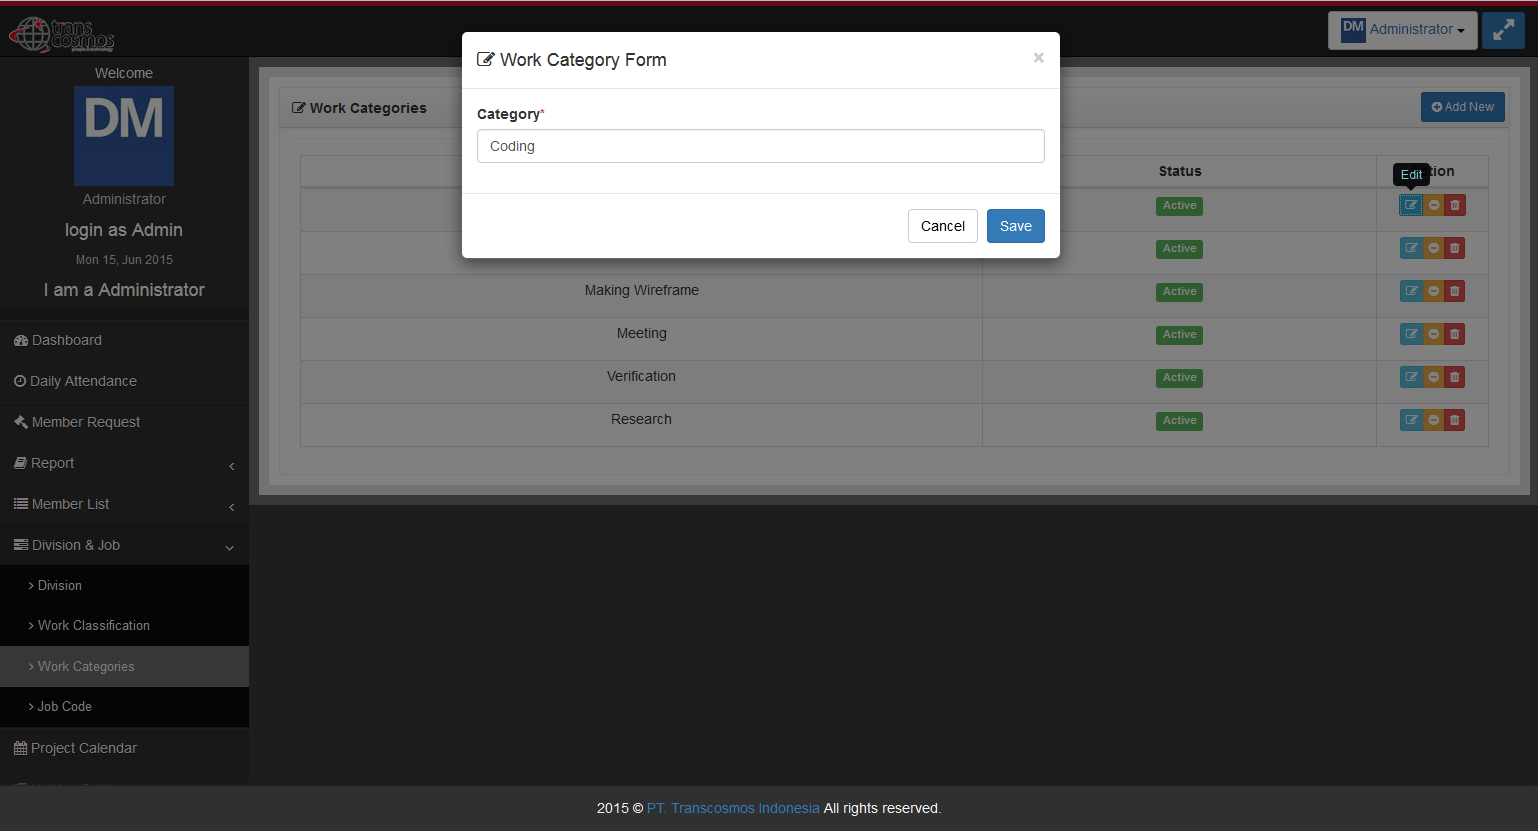 trans
cosmos
people & technology
DM Administrator
Welcome
DM
Administrator
login as Admin
Mon 15, Jun 2015
I am a Administrator
Dashboard
Daily Attendance
Member Request
Report
Member List
Division & Job
Division
Work Classification
Work Categories
Job Code
Project Calendar
Work Category Form ×
Category*
Coding
Cancel Save
Work Categories Add New
Status
Edit
Active
Active
Making Wireframe Active
Meeting Active
Verification Active
Research Active
2015 © PT. Transcosmos Indonesia All rights reserved.